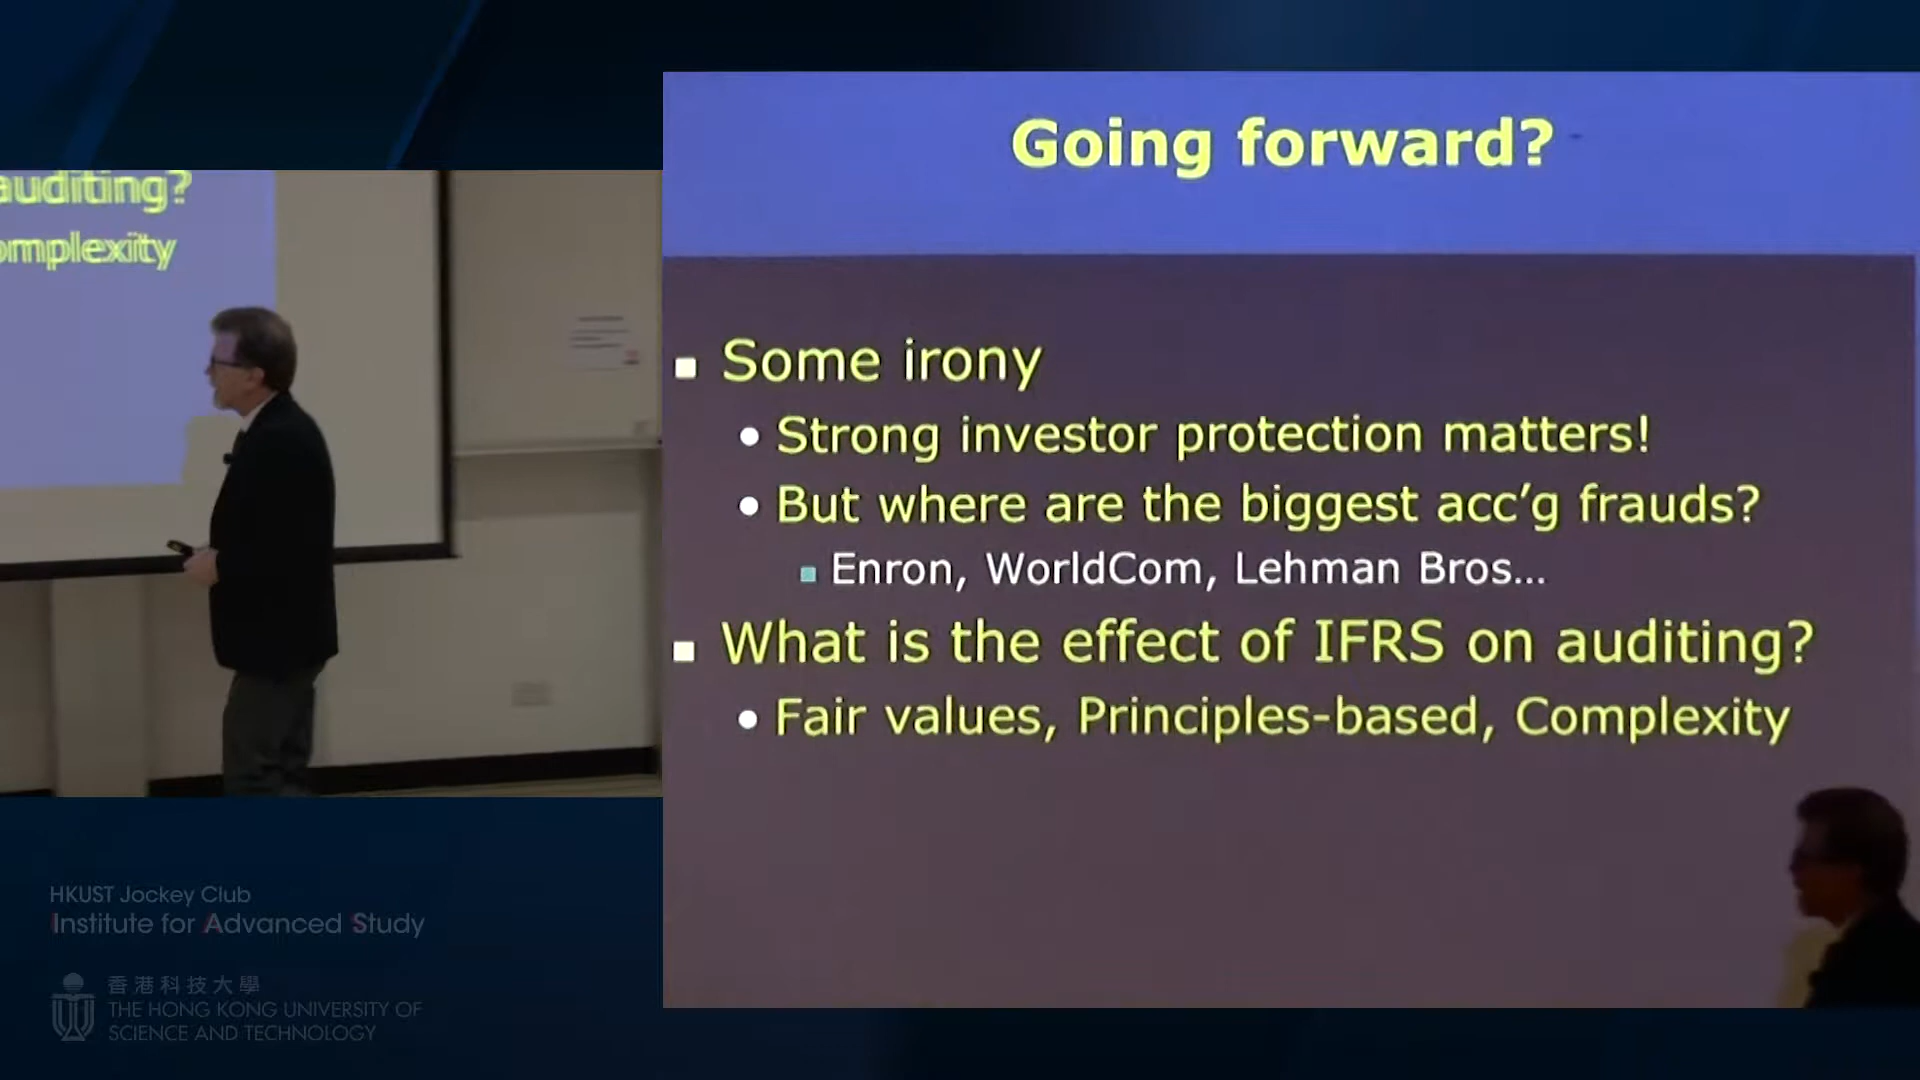 auditing?
omplexity
Going forward?
Some irony
Strong investor protection matters!
But where are the biggest acc’g frauds?
Enron, WorldCom, Lehman Bros…
What is the effect of IFRS on auditing?
Fair values, Principles-based, Complexity
HKUST Jockey Club
Institute for Advanced Study
香港科技大學
THE HONG KONG UNIVERSITY OF
SCIENCE AND TECHNOLOGY